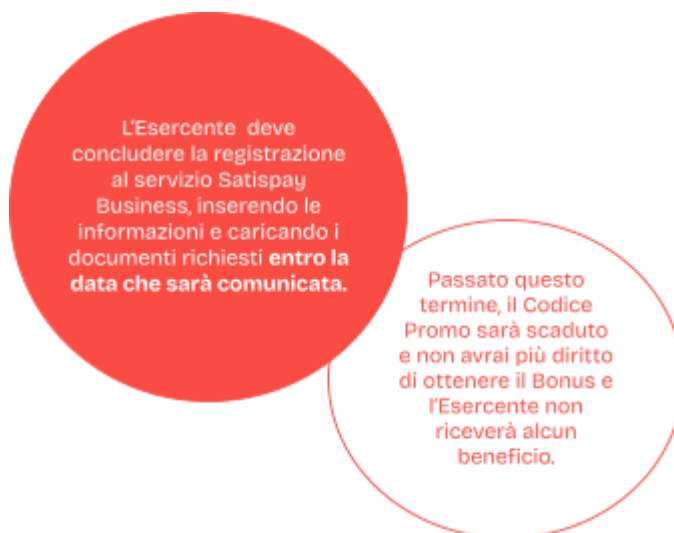 L'Esercente deve
concludere la registrazione
al servizio Satispay
Business, inserendo le
informazioni e caricando i
documenti richiesti entro la
data che sarà comunicata.
Passato questo
termine, il Codice
Promo sarà scaduto
e non avrai più diritto
di ottenere il Bonus e
l'Esercente non
riceverà alcun
beneficio.